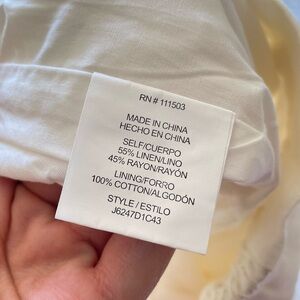 RN # 111503
MADE IN CHINA
HECHO EN CHINA
SELF/CUERPO
55% LINEN/LINO
45% RAYON/RAYÓN
LINING/FORRO
100% COTTON/ALGODÓN
STYLE / ESTILO
J6247D1C43